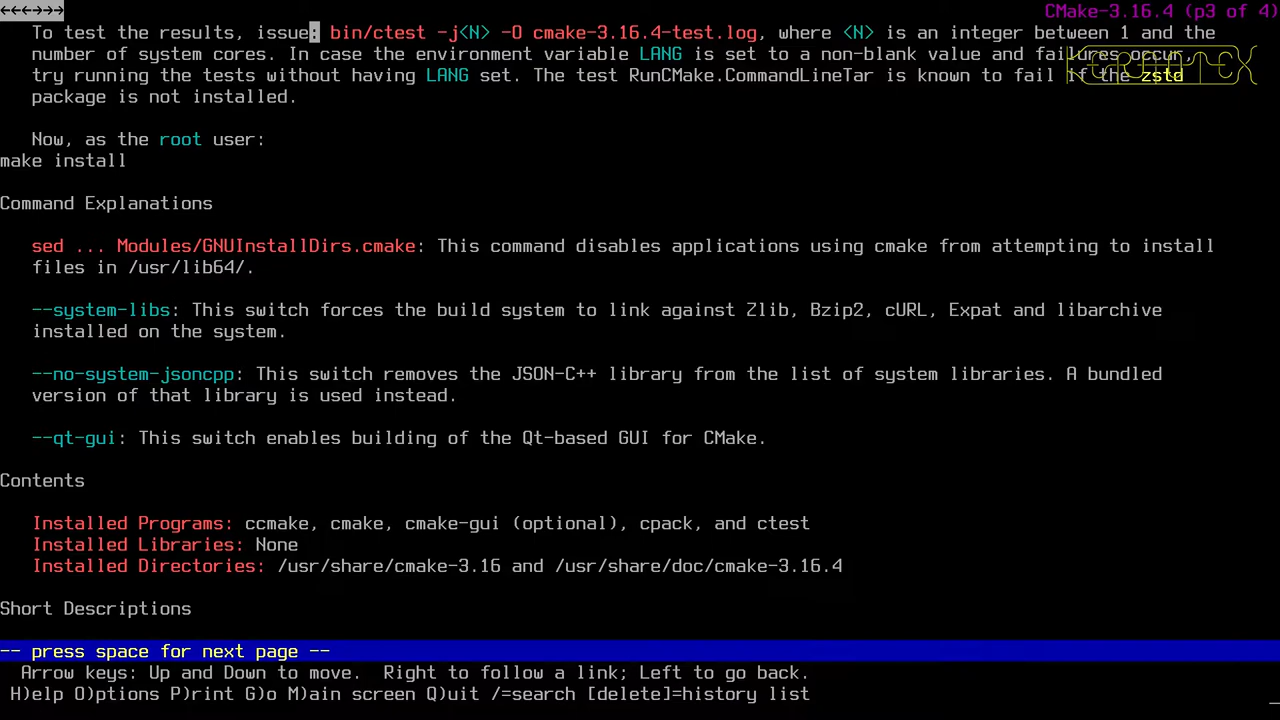 ←←←→→→ CMake-3.16.4 (p3 of 4)
To test the results, issue: bin/ctest -j<N> -O cmake-3.16.4-test.log, where <N> is an integer between 1 and the
number of system cores. In case the environment variable LANG is set to a non-blank value and failures occur,
try running the tests without having LANG set. The test RunCMake.CommandLineTar is known to fail if the zstd
package is not installed.
Now, as the root user:
make install
Command Explanations
sed ... Modules/GNUInstallDirs.cmake: This command disables applications using cmake from attempting to install
files in /usr/lib64/.
--system-libs: This switch forces the build system to link against Zlib, Bzip2, cURL, Expat and libarchive
installed on the system.
--no-system-jsoncpp: This switch removes the JSON-C++ library from the list of system libraries. A bundled
version of that library is used instead.
--qt-gui: This switch enables building of the Qt-based GUI for CMake.
Contents
Installed Programs: ccmake, cmake, cmake-gui (optional), cpack, and ctest
Installed Libraries: None
Installed Directories: /usr/share/cmake-3.16 and /usr/share/doc/cmake-3.16.4
Short Descriptions
-- press space for next page --
Arrow keys: Up and Down to move. Right to follow a link; Left to go back.
H)elp O)ptions P)rint G)o M)ain screen Q)uit /=search [delete]=history list